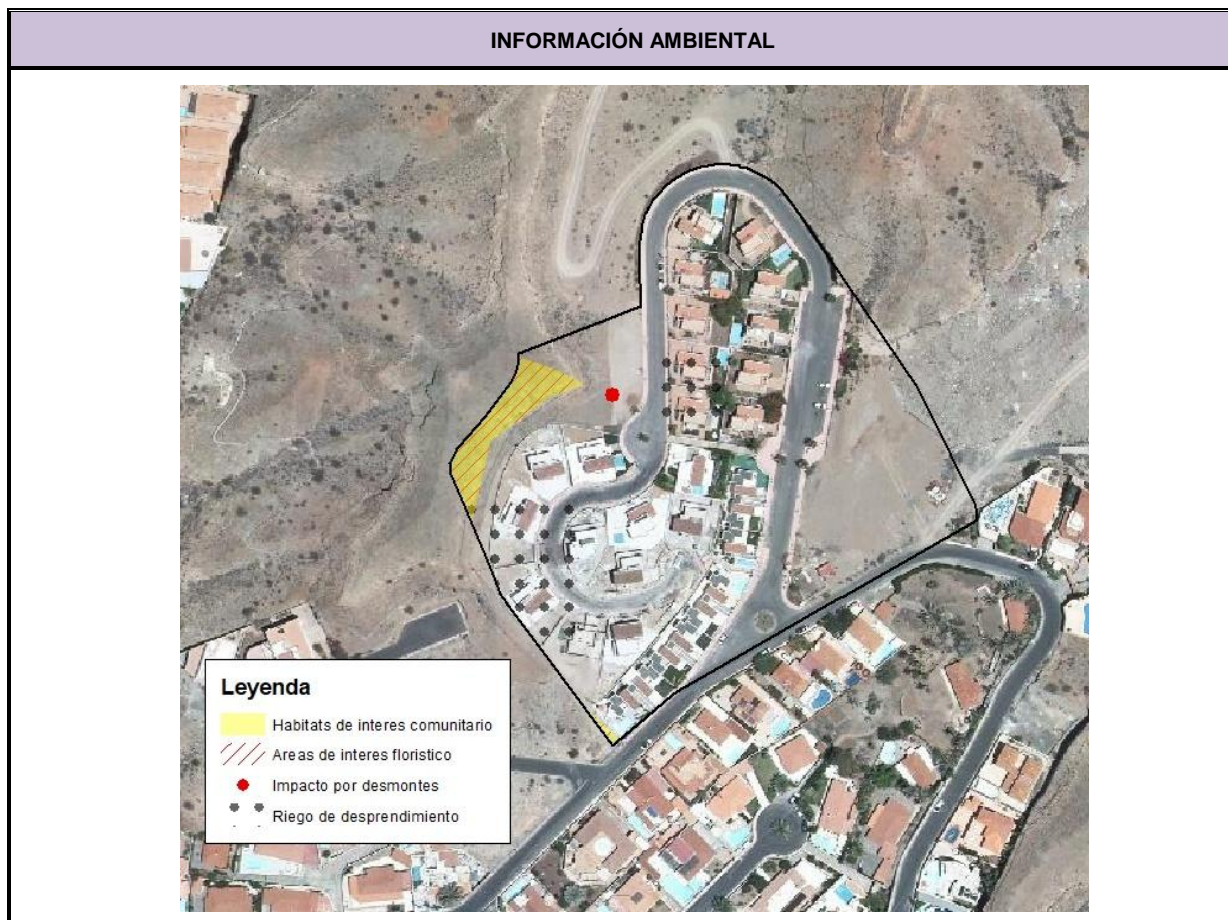 INFORMACIÓN AMBIENTAL
Leyenda
Habitats de interes comunitario
Areas de interes floristico
Impacto por desmontes
Riego de desprendimiento